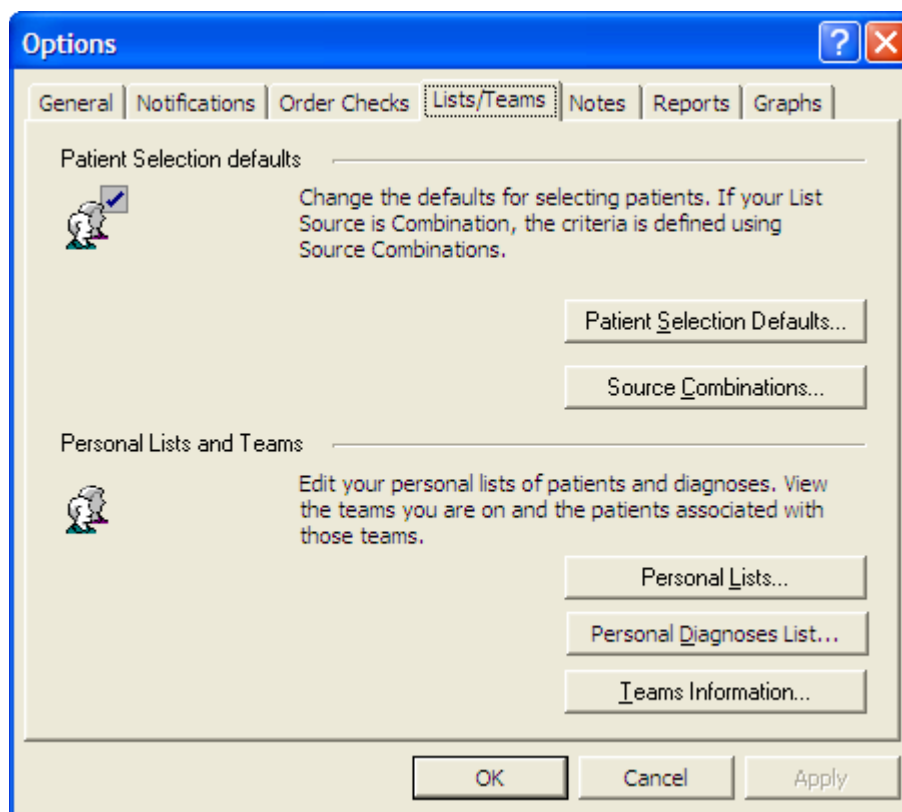 Options
General Notifications Order Checks Lists/Teams Notes Reports Graphs
Patient Selection defaults
Change the defaults for selecting patients. If your List
Source is Combination, the criteria is defined using
Source Combinations.
Patient Selection Defaults...
Source Combinations...
Personal Lists and Teams
Edit your personal lists of patients and diagnoses. View
the teams you are on and the patients associated with
those teams.
Personal Lists...
Personal Diagnoses List...
Teams Information...
OK Cancel Apply